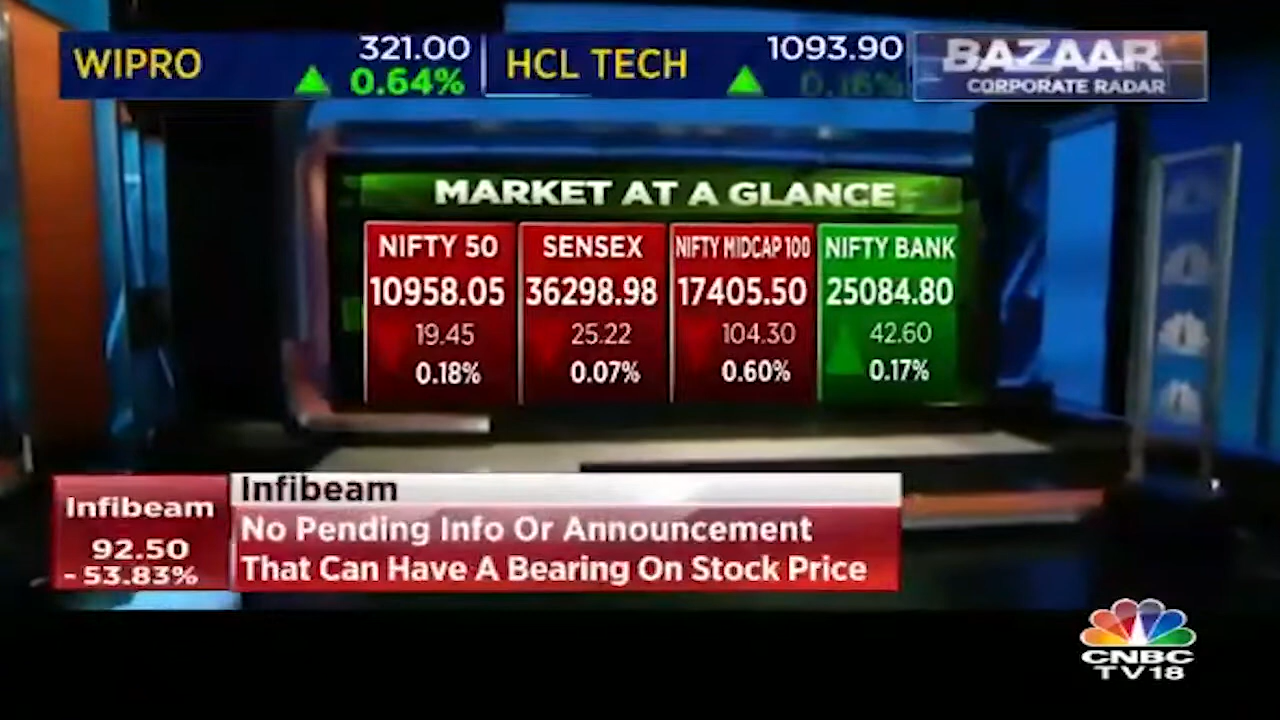 WIPRO
321.00
0.64%
HCL TECH
1093.90
0.16%
BAZAAR
CORPORATE RADAR
MARKET AT A GLANCE
NIFTY 50
10958.05
19.45
0.18%
SENSEX
36298.98
25.22
0.07%
NIFTY MIDCAP 100
17405.50
104.30
0.60%
NIFTY BANK
25084.80
42.60
0.17%
Infibeam
92.50
- 53.83%
Infibeam
No Pending Info Or Announcement
That Can Have A Bearing On Stock Price
CNBC
TV18